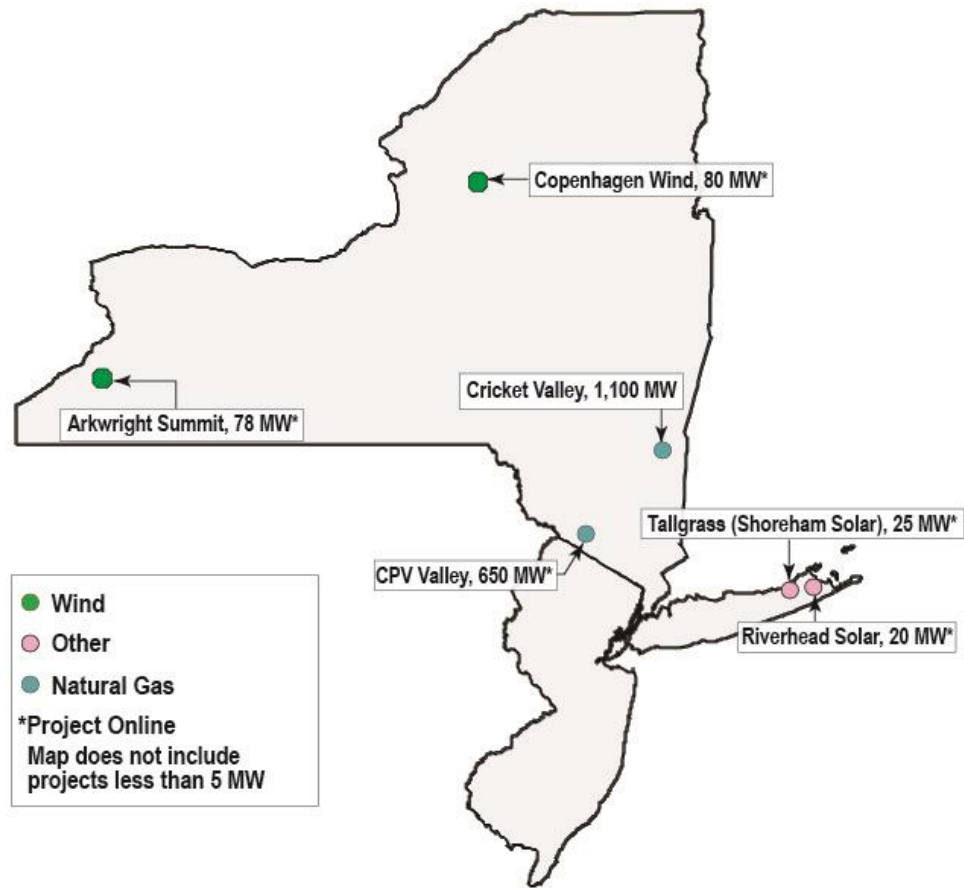 Copenhagen Wind, 80 MW*
Cricket Valley, 1,100 MW
Arkwright Summit, 78 MW*
Tallgrass (Shoreham Solar), 25 MW*
CPV Valley, 650 MW*
Riverhead Solar, 20 MW*
Wind
Other
Natural Gas
*Project Online
Map does not include
projects less than 5 MW